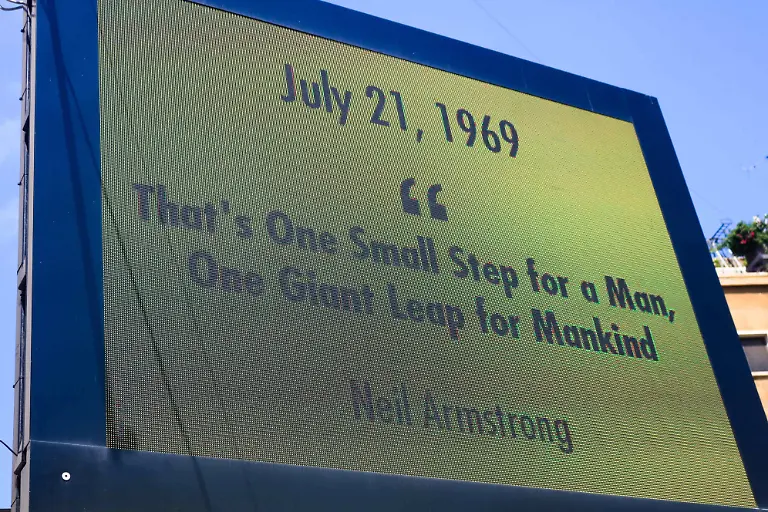 July 21, 1969
“
That's One Small Step for a Man,
One Giant Leap for Mankind
Neil Armstrong